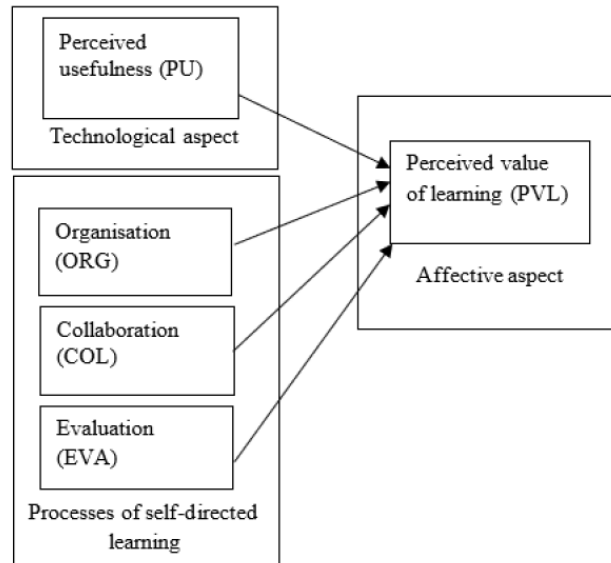 Perceived
usefulness (PU)
Technological aspect
Organisation
(ORG)
Collaboration
(COL)
Evaluation
(EVA)
Processes of self-directed
learning
Perceived value
of learning (PVL)
Affective aspect